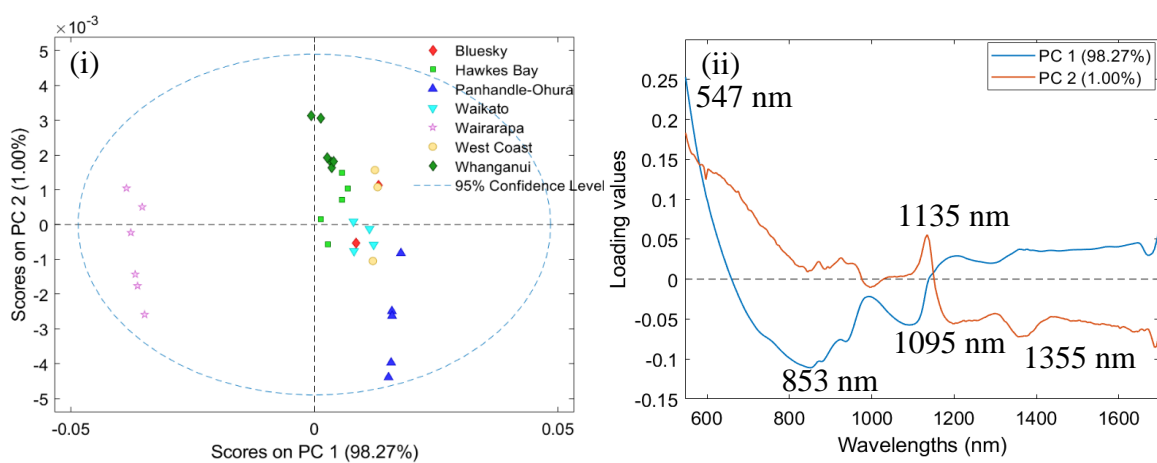 ×10⁻³
(i)
5
4
3
2
1
0
-1
-2
-3
-4
-5
Scores on PC 2 (1.00%)
-0.05
0
0.05
Scores on PC 1 (98.27%)
Bluesky
Hawkes Bay
Panhandle-Ohura
Waikato
Wairarapa
West Coast
Whanganui
95% Confidence Level
(ii)
PC 1 (98.27%)
PC 2 (1.00%)
0.25
0.2
0.15
0.1
0.05
0
-0.05
-0.1
-0.15
Loading values
547 nm
1135 nm
1095 nm
1355 nm
853 nm
600
800
1000
1200
1400
1600
Wavelengths (nm)